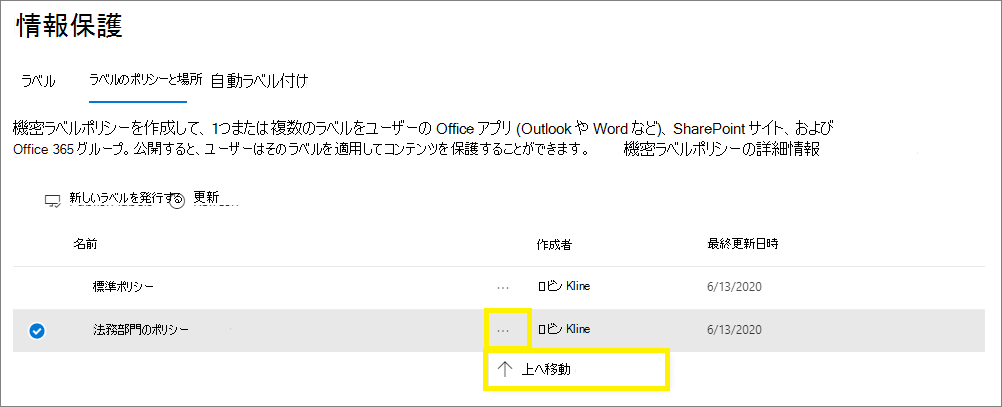 情報保護
ラベル ラベルのポリシーと場所 自動ラベル付け
機密ラベルポリシーを作成して、1つまたは複数のラベルをユーザーの Office アプリ (Outlook や Word など)、SharePoint サイト、および
Office 365 グループ。公開すると、ユーザーはそのラベルを適用してコンテンツを保護することができます。 機密ラベルポリシーの詳細情報
新しいラベルを発行する 更新
名前 作成者 最終更新日時
標準ポリシー ... ロビン Kline 6/13/2020
法務部門のポリシー ... ロビン Kline 6/13/2020
上へ移動